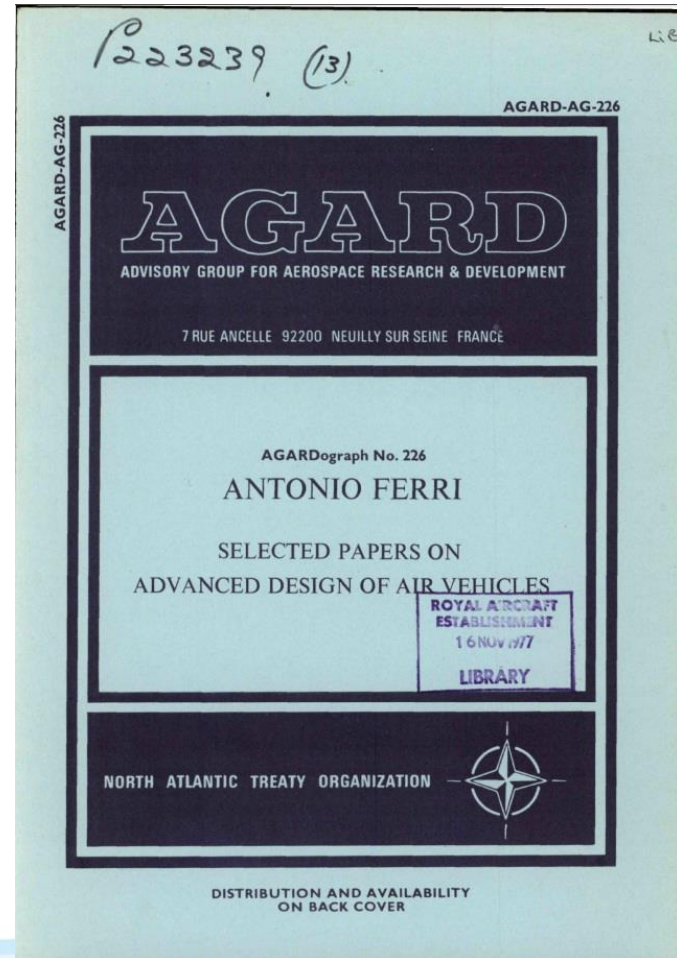 P223239 (13)
AGARD-AG-226
AGARD-AG-226
AGARD
ADVISORY GROUP FOR AEROSPACE RESEARCH & DEVELOPMENT
7 RUE ANCELLE 92200 NEUILLY SUR SEINE FRANCE
AGARDograph No. 226
ANTONIO FERRI
SELECTED PAPERS ON
ADVANCED DESIGN OF AIR VEHICLES
ROYAL AIRCRAFT
ESTABLISHMENT
16 NOV 1977
LIBRARY
NORTH ATLANTIC TREATY ORGANIZATION
DISTRIBUTION AND AVAILABILITY
ON BACK COVER